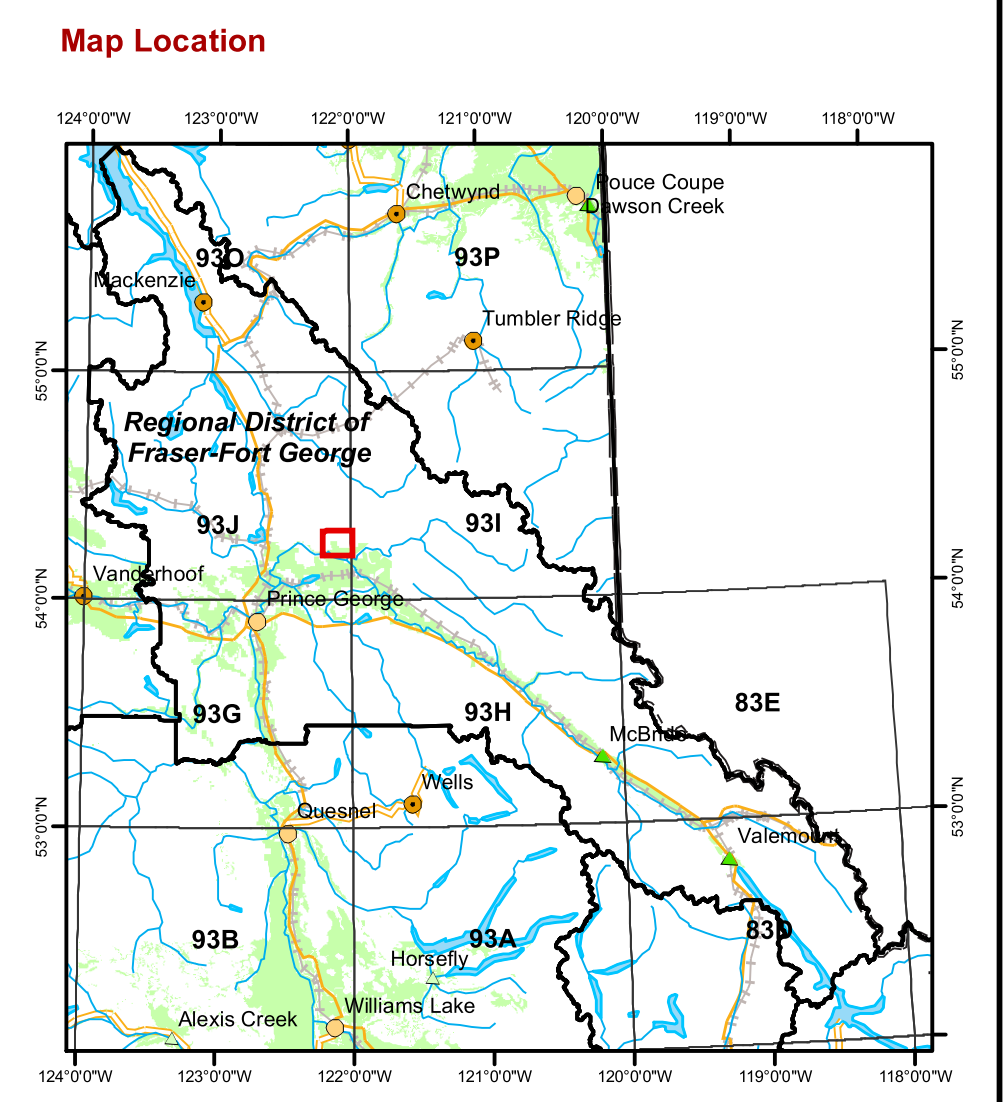 Map Location
124°0'0"W 123°0'0"W 122°0'0"W 121°0'0"W 120°0'0"W 119°0'0"W 118°0'0"W
Pouce Coupe
Chetwynd
Dawson Creek
93O
93P
Mackenzie
Tumbler Ridge
55°0'0"N
55°0'0"N
Regional District of
Fraser-Fort George
93J
93I
Vanderhoof
54°0'0"N
54°0'0"N
Prince George
93G
93H
83E
McBride
Wells
Quesnel
53°0'0"N
53°0'0"N
Valemount
93B
93A
83D
Horsefly
Williams Lake
Alexis Creek
124°0'0"W 123°0'0"W 122°0'0"W 121°0'0"W 120°0'0"W 119°0'0"W 118°0'0"W